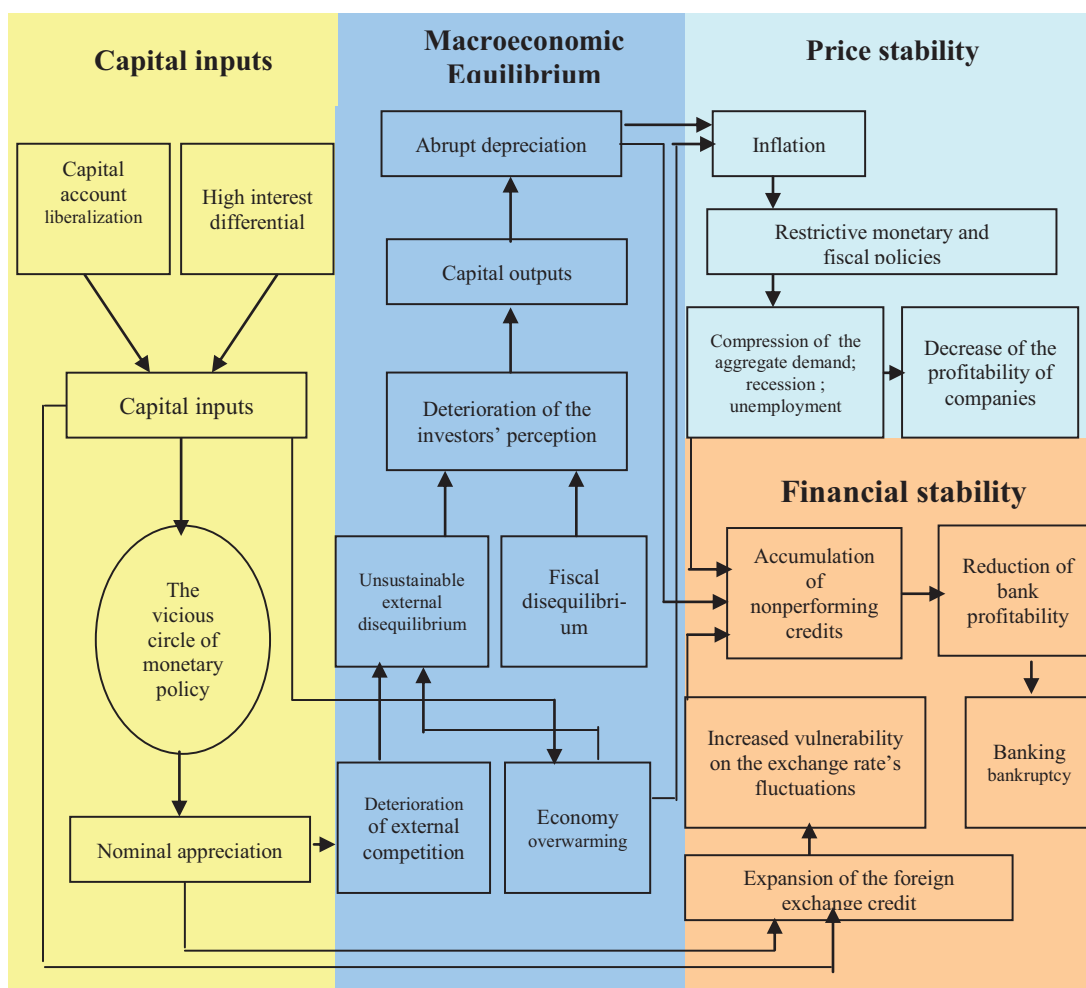 Capital inputs
Capital
account
liberalization
High interest
differential
Capital inputs
The
vicious
circle of
monetary
policy
Nominal appreciation
Macroeconomic
Equilibrium
Abrupt depreciation
Capital outputs
Deterioration of the
investors’ perception
Unsustainable
external
disequilibrium
Fiscal
disequilibri-
um
Deterioration
of external
competition
Economy
overwarming
Price stability
Inflation
Restrictive monetary and
fiscal policies
Compression of the
aggregate demand;
recession ;
unemployment
Decrease of the
profitability of
companies
Financial stability
Accumulation
of
nonperforming
credits
Reduction of
bank
profitability
Increased vulnerability
on the exchange rate’s
fluctuations
Banking
bankruptcy
Expansion of the foreign
exchange credit